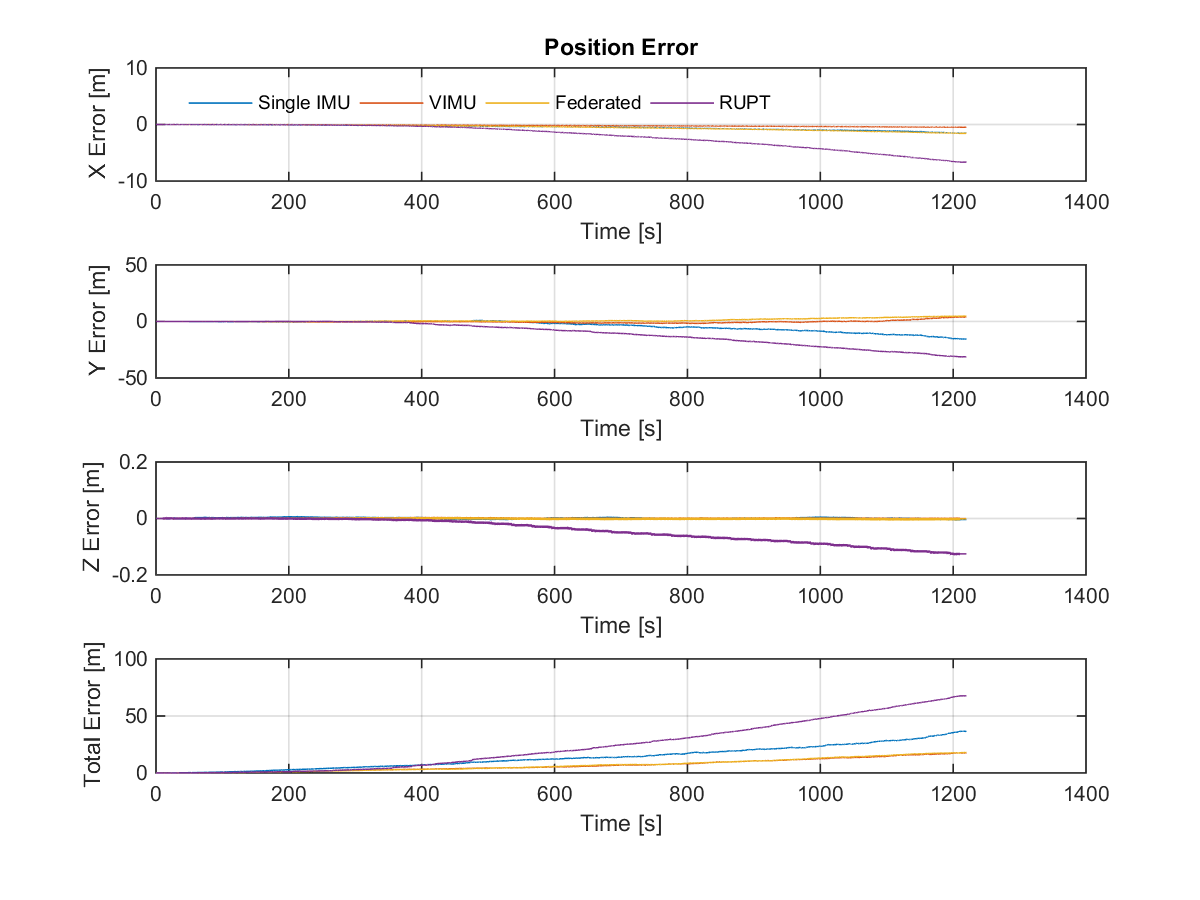 Position Error
10
0
-10
X Error [m]
Single IMU VIMU Federated RUPT
0 200 400 600 800 1000 1200 1400
Time [s]
50
0
-50
Y Error [m]
0 200 400 600 800 1000 1200 1400
Time [s]
0.2
0
-0.2
Z Error [m]
0 200 400 600 800 1000 1200 1400
Time [s]
100
50
0
Total Error [m]
0 200 400 600 800 1000 1200 1400
Time [s]